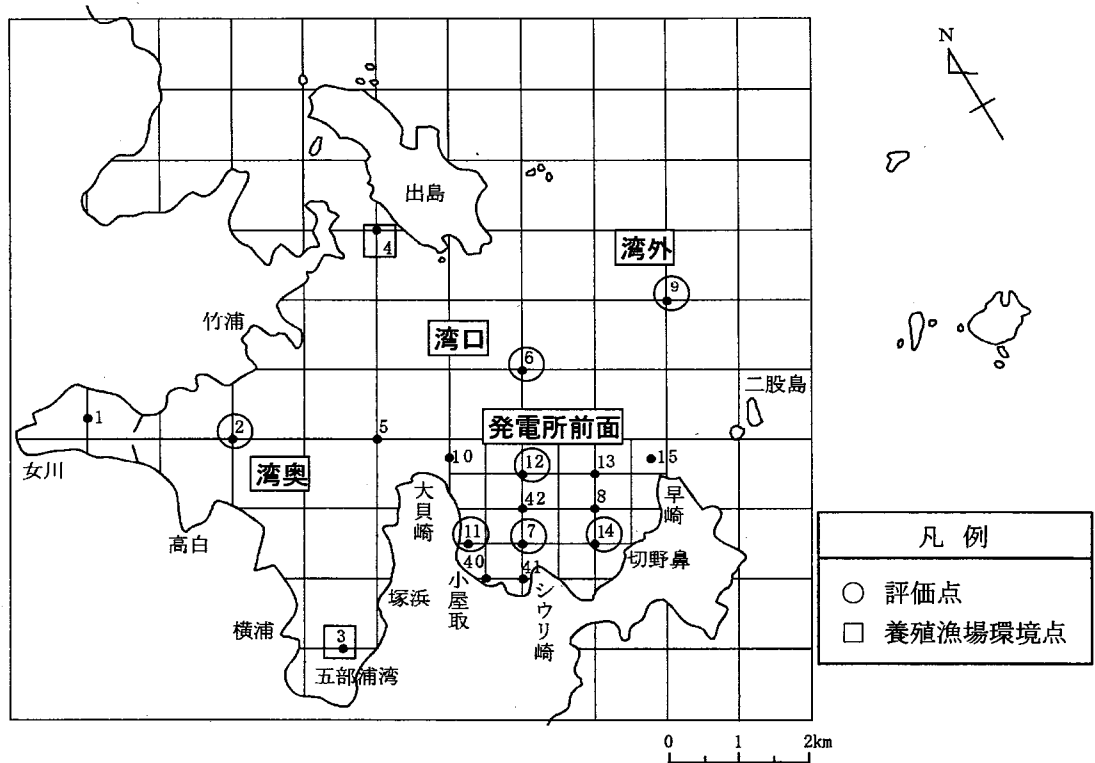 N
出島
4
湾外
9
竹浦
湾口
6
二股島
発電所前面
1
2
5
10
12
13
15
女川
湾奥
大貝崎
42
8
早崎
高白
11
7
14
切野鼻
40
41
小屋取
シウリ崎
塚浜
横浦
3
五部浦湾
凡例
○ 評価点
□ 養殖漁場環境点
0 1 2km